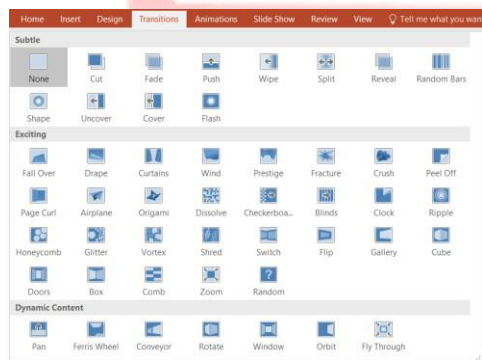 Home Insert Design Transitions Animations Slide Show Review View Tell me what you want
Subtle
None Cut Fade Push Wipe Split Reveal Random Bars
Shape Uncover Cover Flash
Exciting
Fall Over Drape Curtains Wind Prestige Fracture Crush Peel Off
Page Curl Airplane Origami Dissolve Checkerboa... Blinds Clock Ripple
Honeycomb Glitter Vortex Shred Switch Flip Gallery Cube
Doors Box Comb Zoom Random
Dynamic Content
Pan Ferris Wheel Conveyor Rotate Window Orbit Fly Through